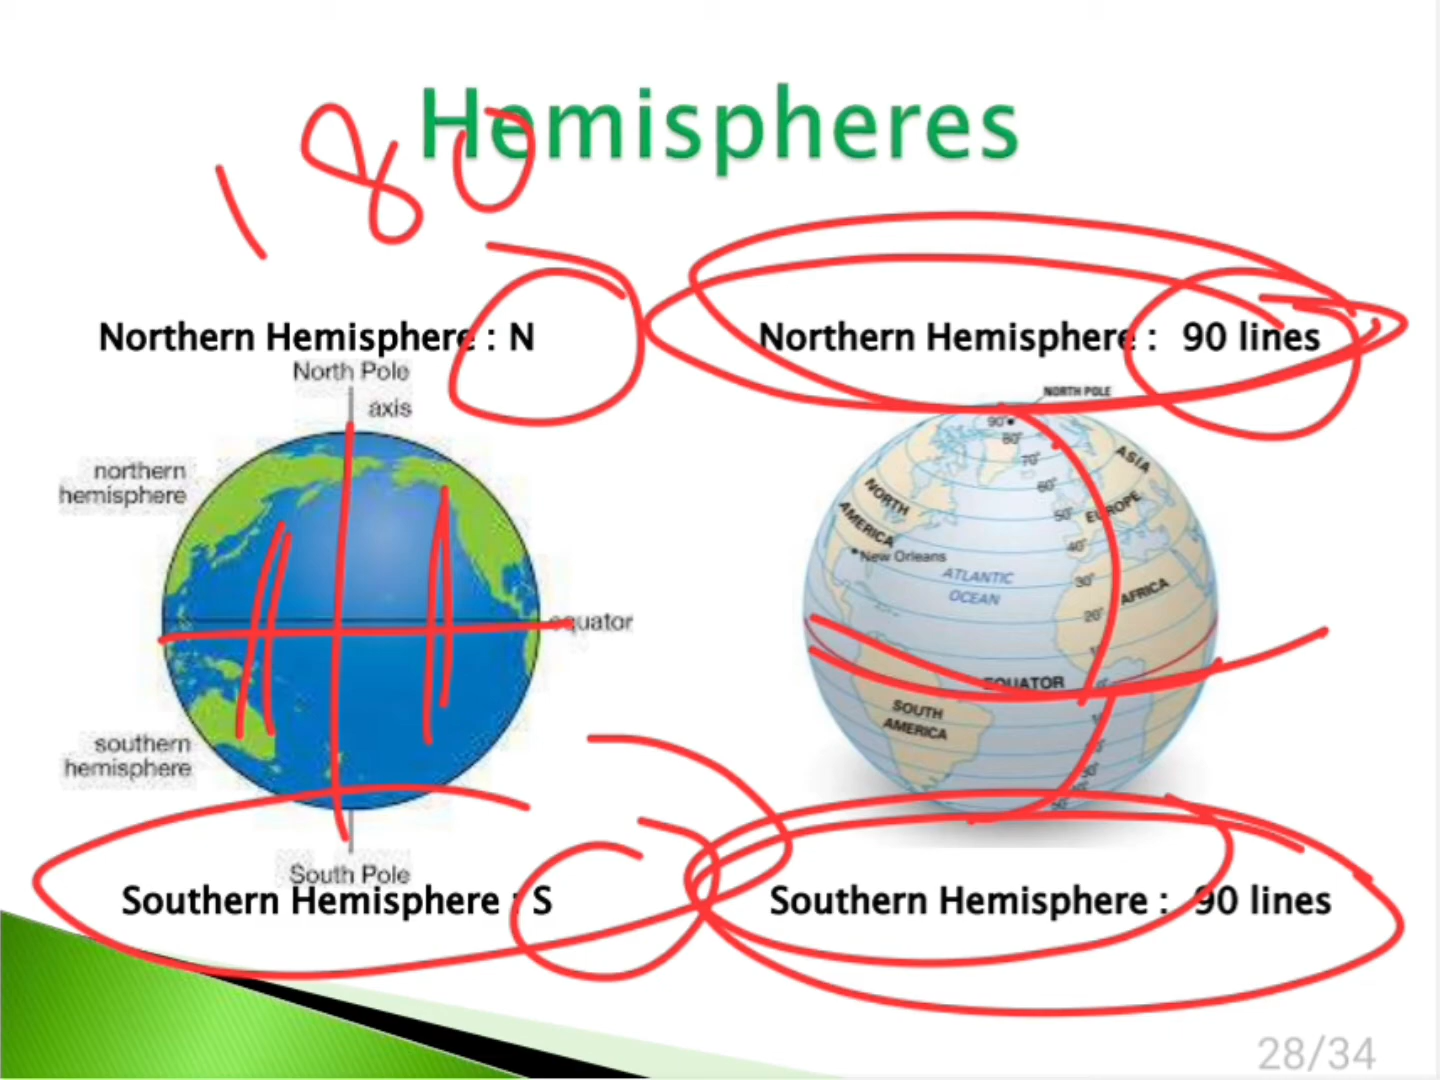 Hemispheres
180
Northern Hemisphere : N
Northern Hemisphere : 90 lines
North Pole
axis
northern
hemisphere
equator
southern
hemisphere
South Pole
NORTH POLE
90°
80°
70°
60°
50°
40°
30°
20°
ASIA
NORTH
AMERICA
EUROPE
New Orleans
ATLANTIC
OCEAN
AFRICA
EQUATOR
SOUTH
AMERICA
Southern Hemisphere : S
Southern Hemisphere : 90 lines
28/34